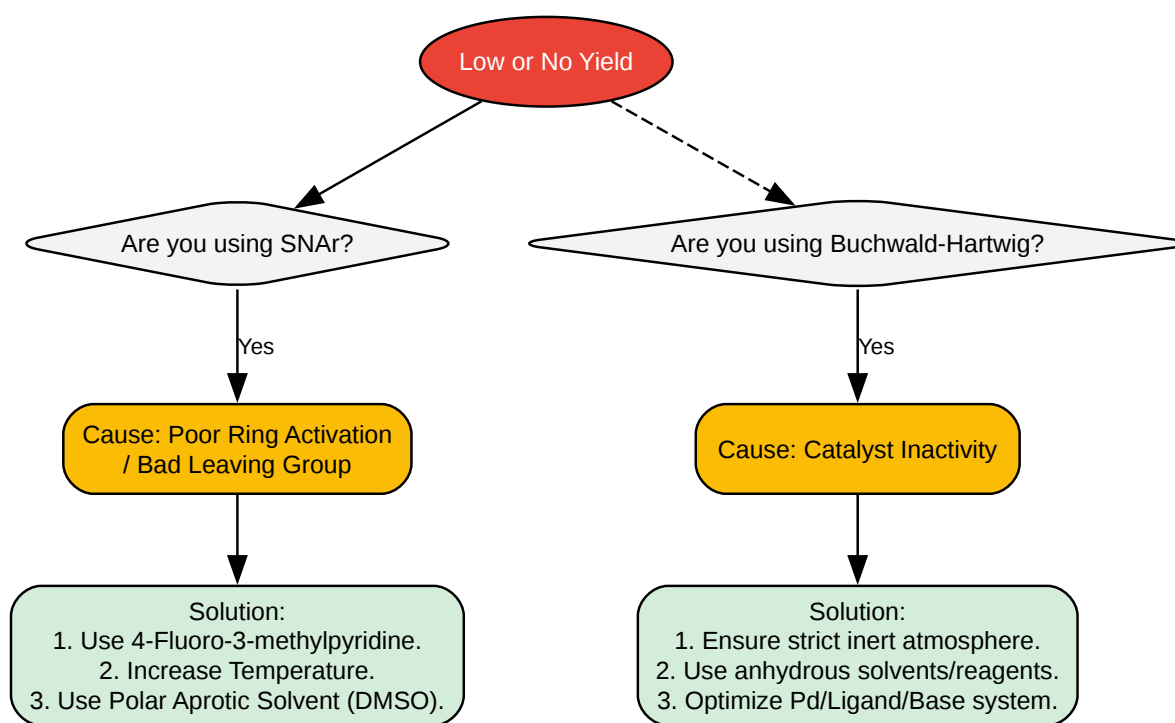 Low or No Yield
Are you using SNAr?
Are you using Buchwald-Hartwig?
Yes
Yes
Cause: Poor Ring Activation
/ Bad Leaving Group
Cause: Catalyst Inactivity
Solution:
1. Use 4-Fluoro-3-methylpyridine.
2. Increase Temperature.
3. Use Polar Aprotic Solvent (DMSO).
Solution:
1. Ensure strict inert atmosphere.
2. Use anhydrous solvents/reagents.
3. Optimize Pd/Ligand/Base system.